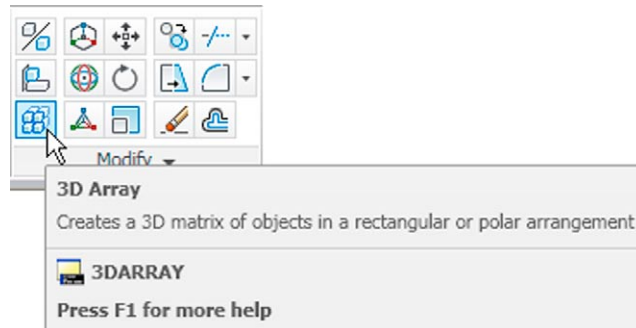 Modify
3D Array
Creates a 3D matrix of objects in a rectangular or polar arrangement
3DARRAY
Press F1 for more help